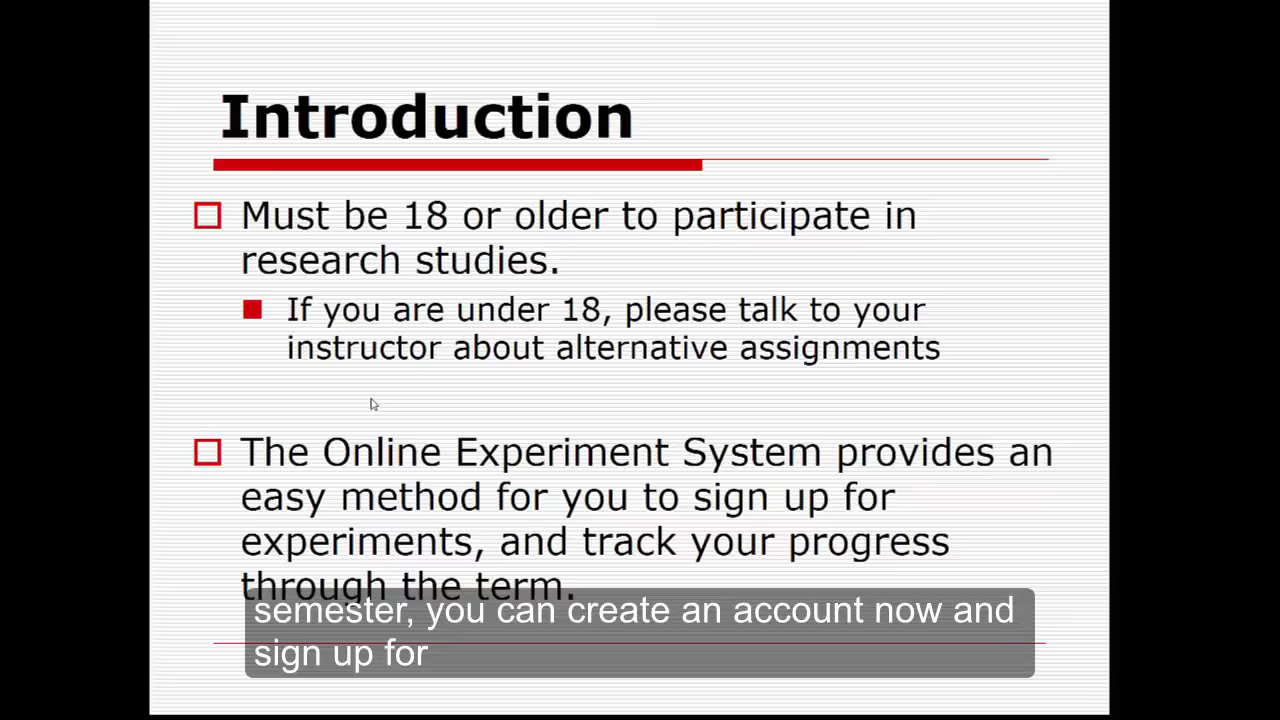 Introduction
Must be 18 or older to participate in
research studies.
If you are under 18, please talk to your
instructor about alternative assignments
The Online Experiment System provides an
easy method for you to sign up for
experiments, and track your progress
through the term.
semester, you can create an account now and
sign up for